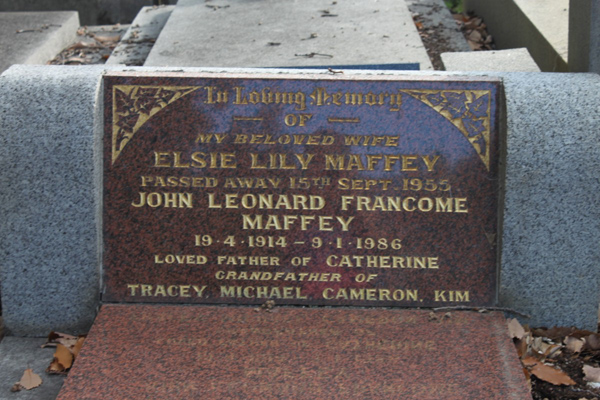 In Loving Memory
— OF —
MY BELOVED WIFE
ELSIE LILY MAFFEY
PASSED AWAY 15TH SEPT. 1955
JOHN LEONARD FRANCOME
MAFFEY
19·4·1914 – 9·1·1986
LOVED FATHER OF CATHERINE
GRANDFATHER OF
TRACEY, MICHAEL, CAMERON, KIM